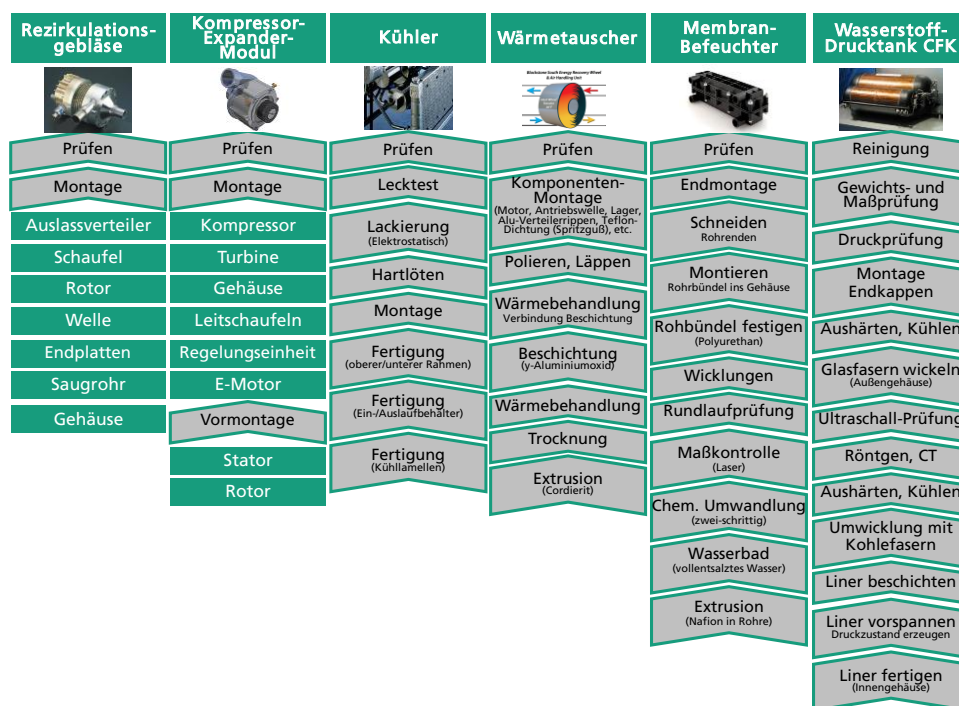 Rezirkulations-
gebläse
Prüfen
Montage
Auslassverteiler
Schaufel
Rotor
Welle
Endplatten
Saugrohr
Gehäuse
Kompressor-
Expander-
Modul
Prüfen
Montage
Kompressor
Turbine
Gehäuse
Leitschaufeln
Regelungseinheit
E-Motor
Vormontage
Stator
Rotor
Kühler
Prüfen
Lecktest
Lackierung
(Elektrostatisch)
Hartlöten
Montage
Fertigung
(oberer/unterer Rahmen)
Fertigung
(Ein-/Auslaufbehälter)
Fertigung
(Kühllamellen)
Wärmetauscher
Prüfen
Komponenten-
Montage
(Motor, Antriebswelle, Lager,
Alu-Verteilerrippen, Teflon-
Dichtung (Spritzguß), etc.
Polieren, Läppen
Wärmebehandlung
Verbindung Beschichtung
Beschichtung
(y-Aluminiumoxid)
Wärmebehandlung
Trocknung
Extrusion
(Cordierit)
Membran-
Befeuchter
Prüfen
Endmontage
Schneiden
Rohrenden
Montieren
Rohrbündel ins Gehäuse
Rohbündel festigen
(Polyurethan)
Wicklungen
Rundlaufprüfung
Maßkontrolle
(Laser)
Chem. Umwandlung
(zwei-schrittig)
Wasserbad
(vollentsalztes Wasser)
Extrusion
(Nafion in Rohre)
Wasserstoff-
Drucktank CFK
Reinigung
Gewichts- und
Maßprüfung
Druckprüfung
Montage
Endkappen
Aushärten, Kühlen
Glasfasern wickeln
(Außengehäuse)
Ultraschall-Prüfung
Röntgen, CT
Aushärten, Kühlen
Umwicklung mit
Kohlefasern
Liner beschichten
Liner vorspannen
Druckzustand erzeugen
Liner fertigen
(Innengehäuse)